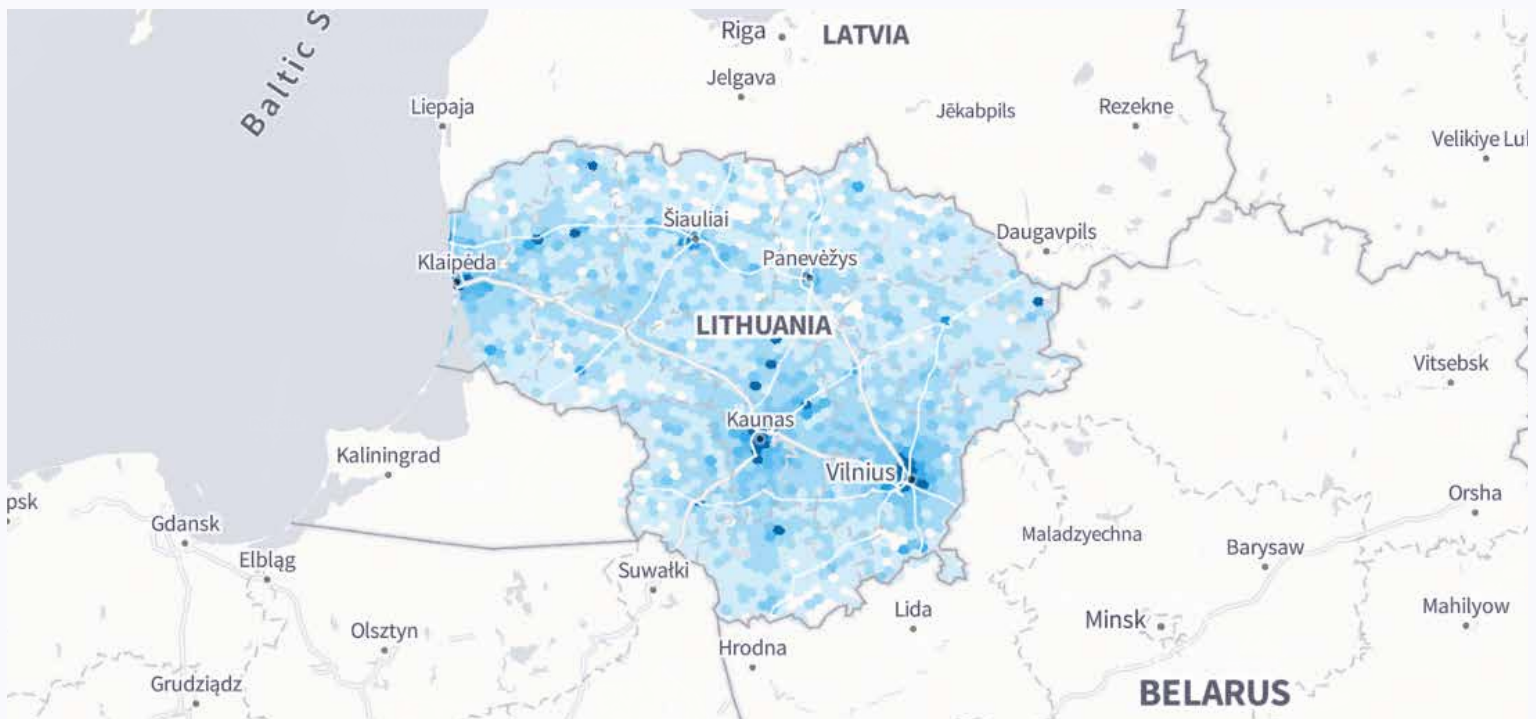 Riga
LATVIA
Baltic S
Jelgava
Liepaja
Jēkabpils
Rezekne
Velikiye Lu
Šiauliai
Daugavpils
Klaipėda
Panevėžys
LITHUANIA
Vitsebsk
Kaunas
Kaliningrad
Vilnius
psk
Orsha
Gdansk
Maladzyechna
Barysaw
Elbląg
Suwałki
Lida
Minsk
Mahilyow
Olsztyn
Hrodna
Grudziądz
BELARUS